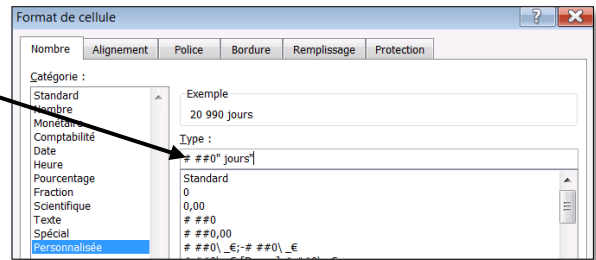 Format de cellule
Nombre Alignement Police Bordure Remplissage Protection
Catégorie :
Standard
Nombre
Monétaire
Comptabilité
Date
Heure
Pourcentage
Fraction
Scientifique
Texte
Spécial
Personnalisée
Exemple
20 990 jours
Type :
# ##0" jours"
Standard
0
0,00
# ##0
# ##0,00
# ##0\ _€;-# ##0\ _€